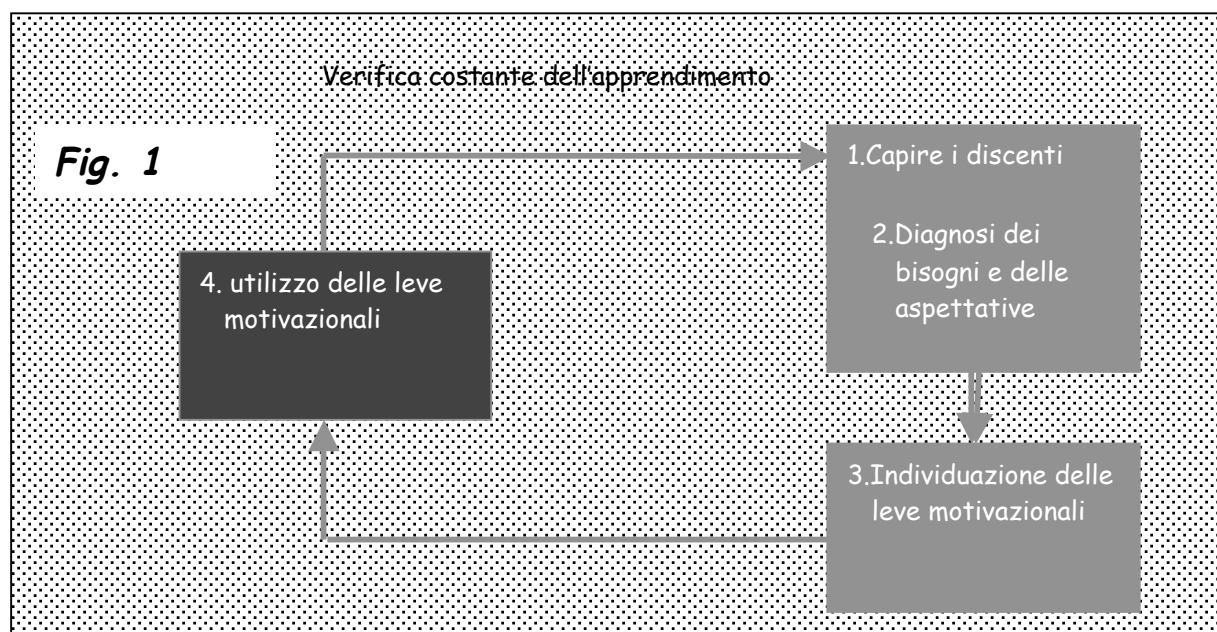 Verifica costante dell'apprendimento
Fig. 1
1.Capire i discenti
2.Diagnosi dei
bisogni e delle
aspettative
4. utilizzo delle leve
motivazionali
3.Individuazione delle
leve motivazionali